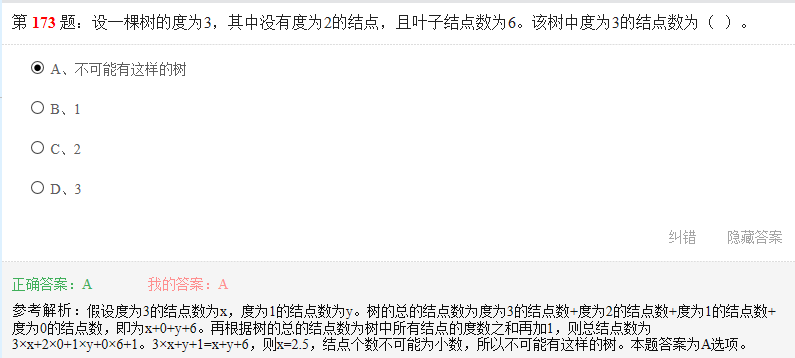 第 173 题：设一棵树的度为3，其中没有度为2的结点，且叶子结点数为6。该树中度为3的结点数为（ ）。
A、不可能有这样的树
B、1
C、2
D、3
纠错 隐藏答案
正确答案：A 我的答案：A
参考解析：假设度为3的结点数为x，度为1的结点数为y。树的总的结点数为度为3的结点数+度为2的结点数+度为1的结点数+
度为0的结点数，即为x+0+y+6。再根据树的总的结点数为树中所有结点的度数之和再加1，则总结点数为
3×x+2×0+1×y+0×6+1。3×x+y+1=x+y+6，则x=2.5，结点个数不可能为小数，所以不可能有这样的树。本题答案为A选项。